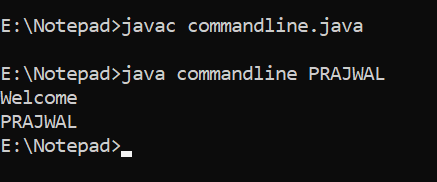 E:\Notepad>javac commandline.java
E:\Notepad>java commandline PRAJWAL
Welcome
PRAJWAL
E:\Notepad>